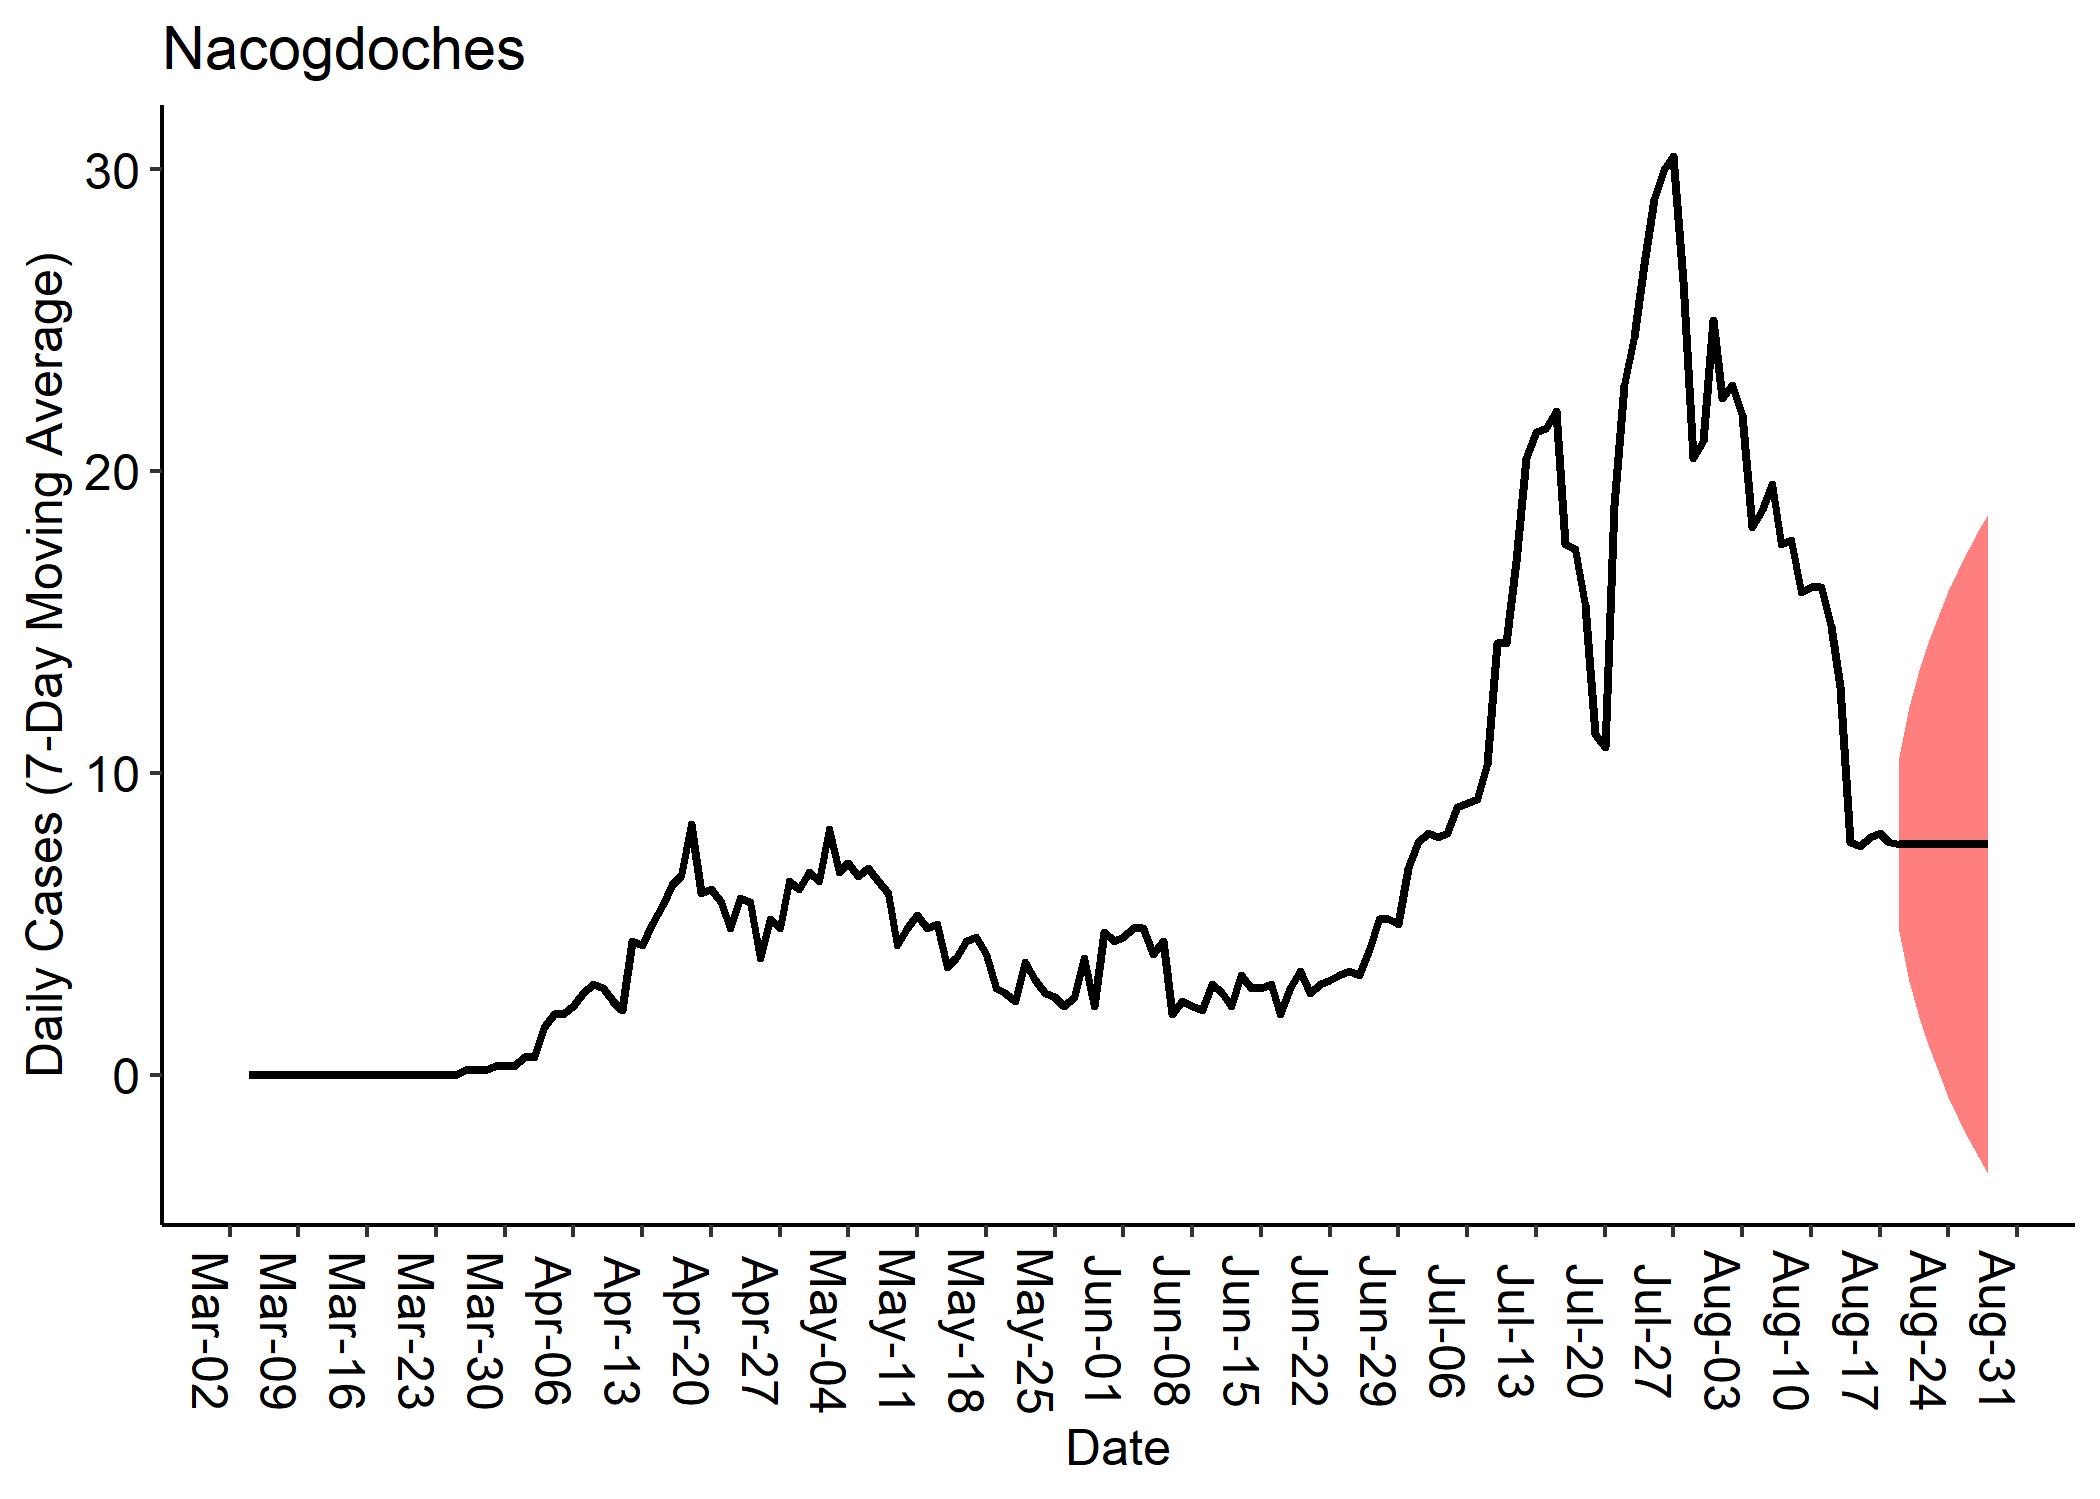 Nacogdoches
Daily Cases (7-Day Moving Average)
30
20
10
0
Mar-02
Mar-09
Mar-16
Mar-23
Mar-30
Apr-06
Apr-13
Apr-20
Apr-27
May-04
May-11
May-18
May-25
Jun-01
Jun-08
Jun-15
Jun-22
Jun-29
Jul-06
Jul-13
Jul-20
Jul-27
Aug-03
Aug-10
Aug-17
Aug-24
Aug-31
Date